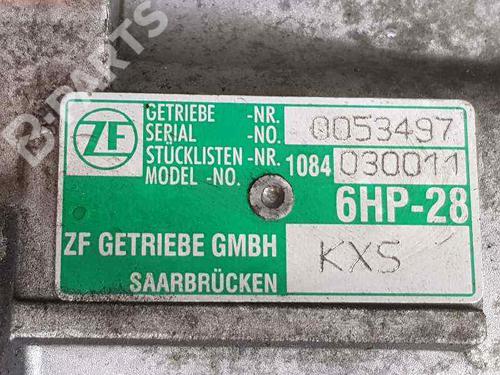 B-PARTS
ZF
GETRIEBE -NR.
SERIAL -NO. 0053497
STÜCKLISTEN -NR. 1084 030011
MODEL -NO.
6HP-28
ZF GETRIEBE GMBH KXS
SAARBRÜCKEN